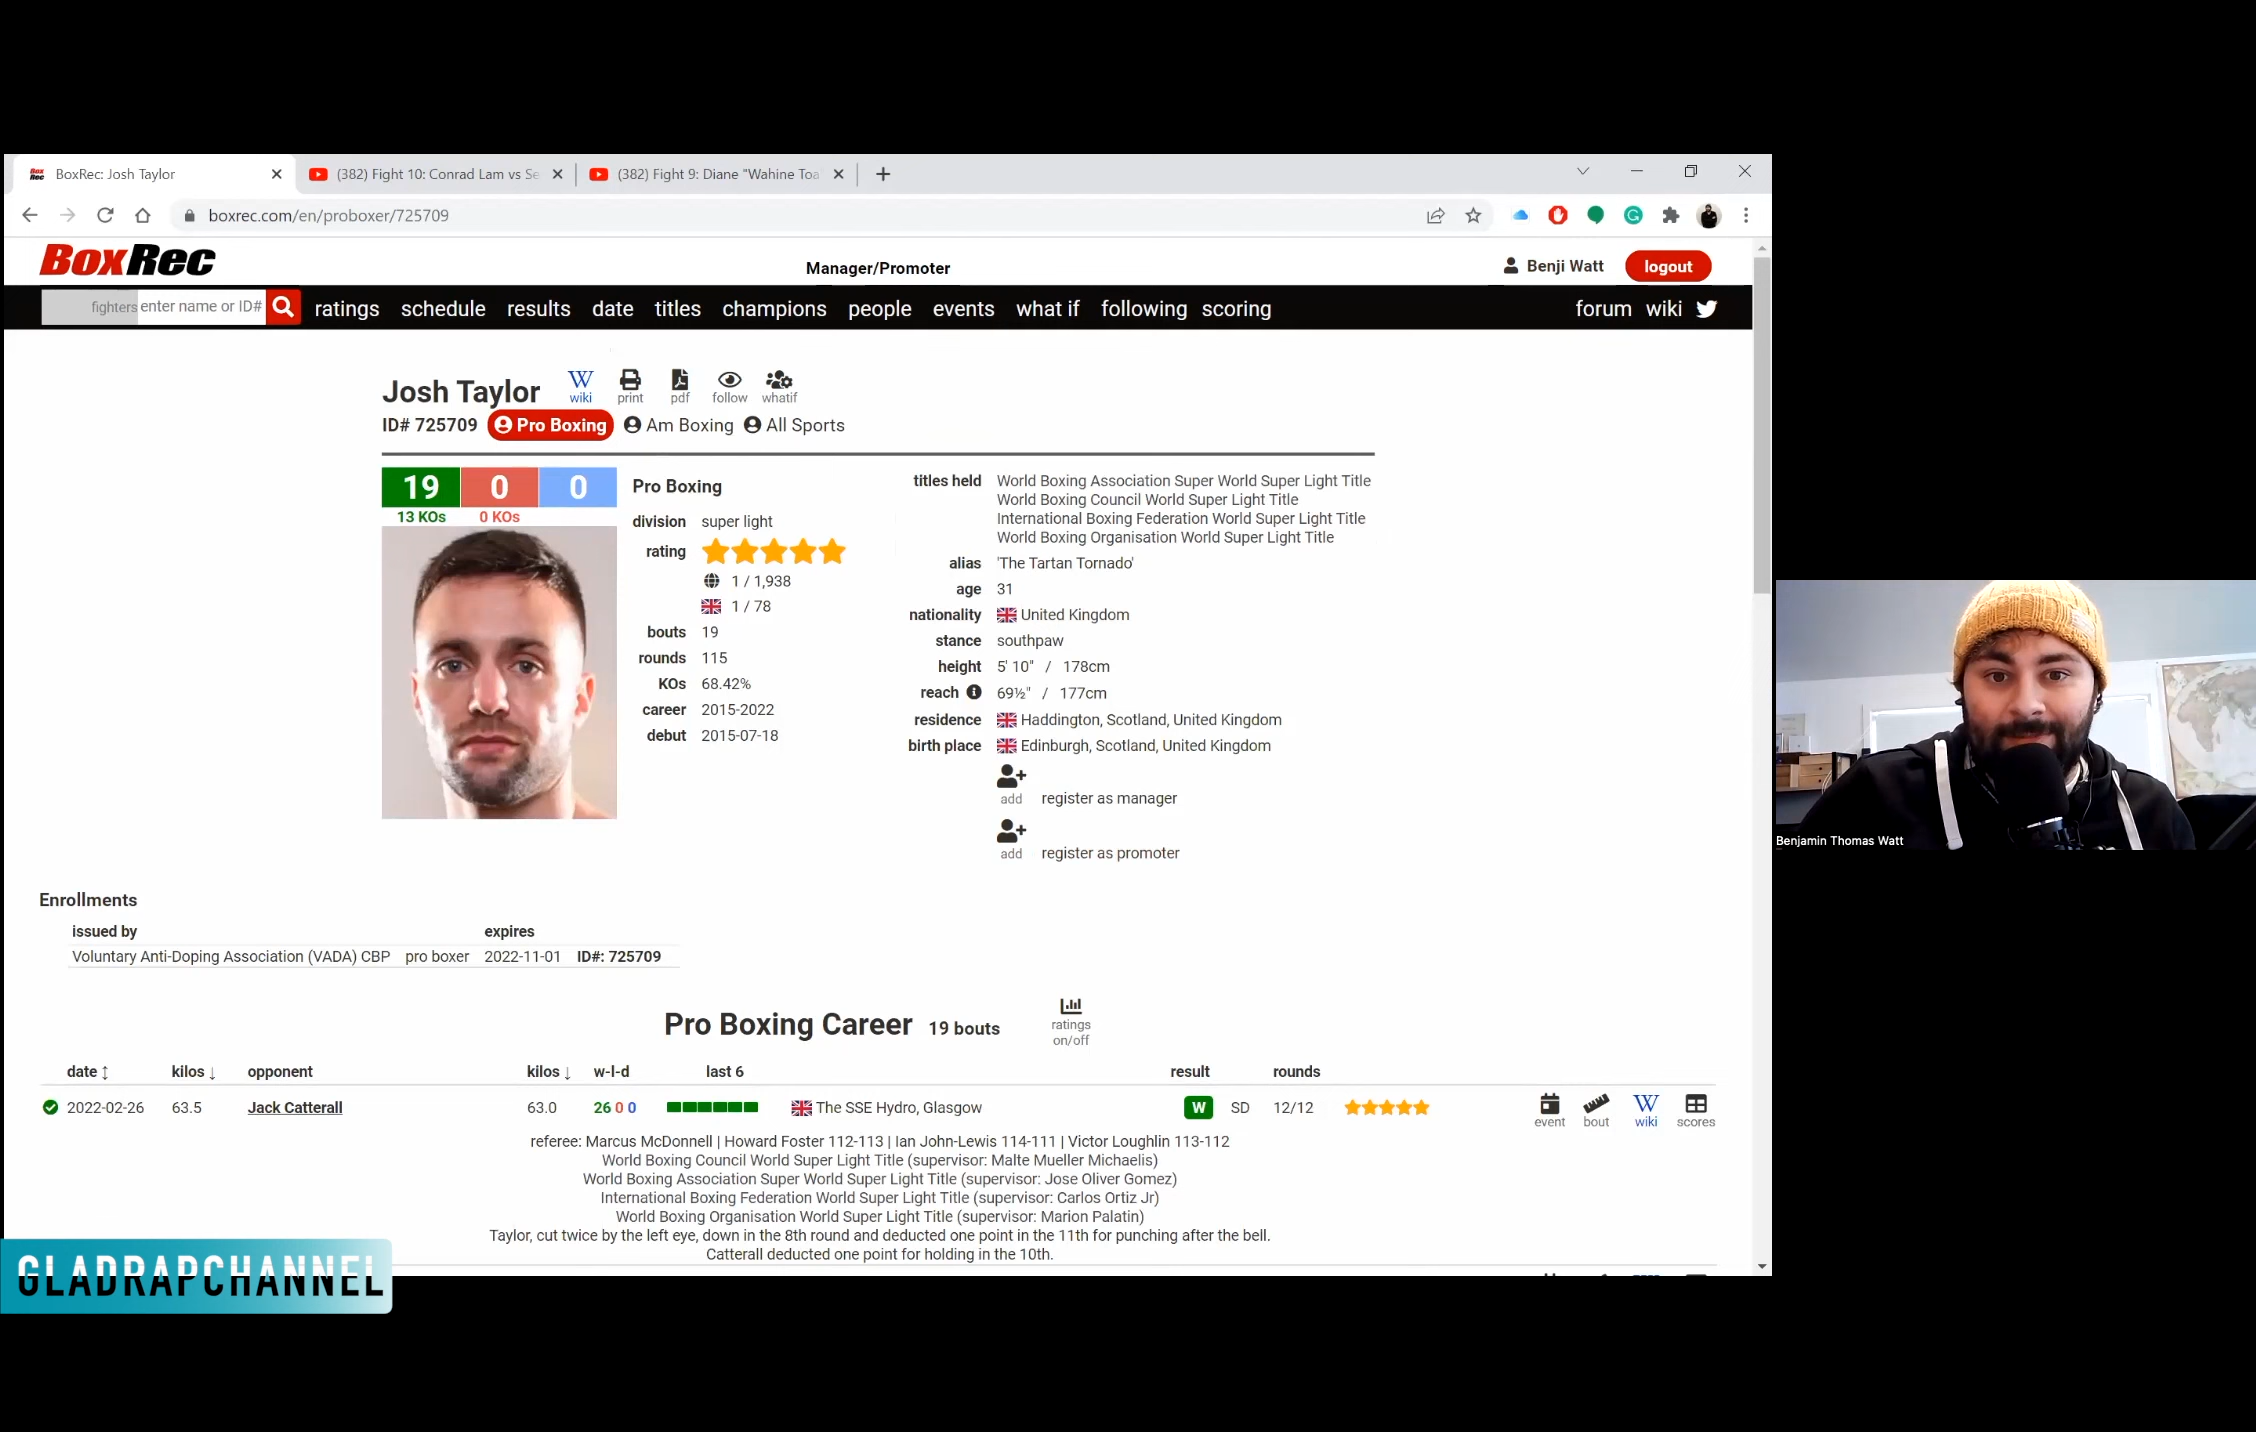 BoxRec: Josh Taylor
(382) Fight 10: Conrad Lam vs Se
(382) Fight 9: Diane "Wahine Toa
boxrec.com/en/proboxer/725709
BoxRec
Manager/Promoter
Benji Watt
logout
fighters enter name or ID#
ratings schedule results date titles champions people events what if following scoring
forum wiki
Josh Taylor
wiki print pdf follow whatif
ID# 725709 Pro Boxing Am Boxing All Sports
19 0 0
13 KOs 0 KOs
Pro Boxing
division super light
rating
1 / 1,938
1 / 78
bouts 19
rounds 115
KOs 68.42%
career 2015-2022
debut 2015-07-18
titles held World Boxing Association Super World Super Light Title
World Boxing Council World Super Light Title
International Boxing Federation World Super Light Title
World Boxing Organisation World Super Light Title
alias 'The Tartan Tornado'
age 31
nationality United Kingdom
stance southpaw
height 5' 10" / 178cm
reach 69½" / 177cm
residence Haddington, Scotland, United Kingdom
birth place Edinburgh, Scotland, United Kingdom
add register as manager
add register as promoter
Benjamin Thomas Watt
Enrollments
issued by expires
Voluntary Anti-Doping Association (VADA) CBP pro boxer 2022-11-01 ID#: 725709
Pro Boxing Career 19 bouts
ratings
on/off
date kilos opponent kilos w-l-d last 6 result rounds
2022-02-26 63.5 Jack Catterall 63.0 26 0 0 The SSE Hydro, Glasgow W SD 12/12
event bout wiki scores
referee: Marcus McDonnell | Howard Foster 112-113 | Ian John-Lewis 114-111 | Victor Loughlin 113-112
World Boxing Council World Super Light Title (supervisor: Malte Mueller Michaelis)
World Boxing Association Super World Super Light Title (supervisor: Jose Oliver Gomez)
International Boxing Federation World Super Light Title (supervisor: Carlos Ortiz Jr)
World Boxing Organisation World Super Light Title (supervisor: Marion Palatin)
Taylor, cut twice by the left eye, down in the 8th round and deducted one point in the 11th for punching after the bell.
Catterall deducted one point for holding in the 10th.
GLADRAPCHANNEL